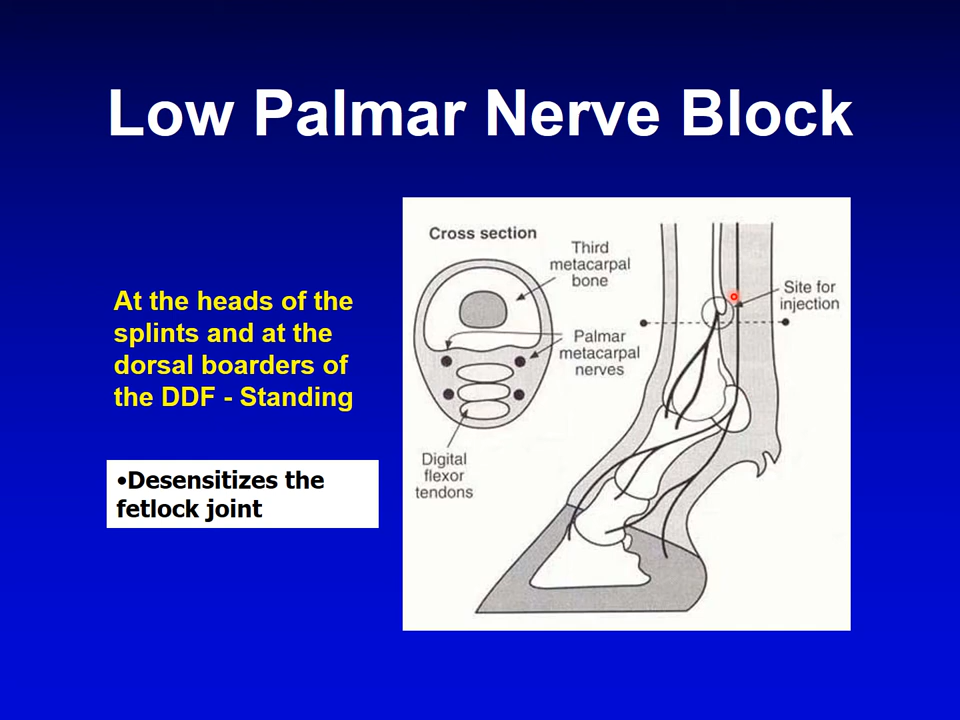 Low Palmar Nerve Block
At the heads of the
splints and at the
dorsal boarders of
the DDF - Standing
•Desensitizes the
fetlock joint
Cross section
Third
metacarpal
bone
Palmar
metacarpal
nerves
Digital
flexor
tendons
Site for
injection